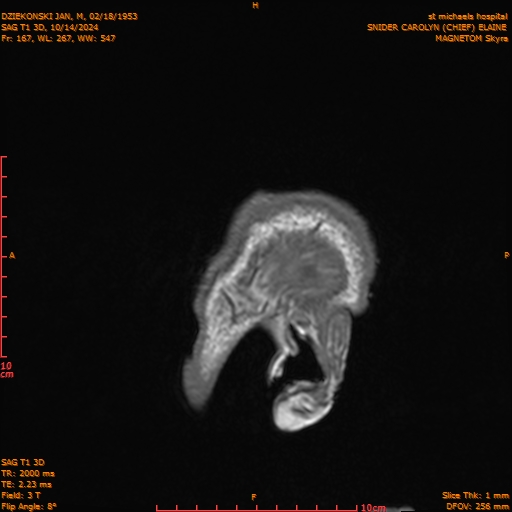 H
DZIEKONSKI JAN, M, 02/18/1953
SAG T1 3D, 10/14/2024
Fr: 167, WL: 267, WW: 547
st michaels hospital
SNIDER CAROLYN (CHIEF) ELAINE
MAGNETOM Skyra
A
P
10
cm
SAG T1 3D
TR: 2000 ms
TE: 2.23 ms
Field: 3 T
Flip Angle: 8°
F
10cm
Slice Thk: 1 mm
DFOV: 256 mm